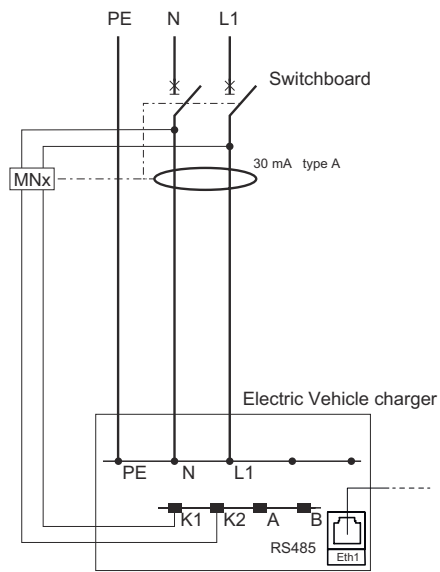 PE N L1
Switchboard
30 mA type A
MNx
Electric Vehicle charger
PE N L1
K1 K2 A B
RS485
Eth1